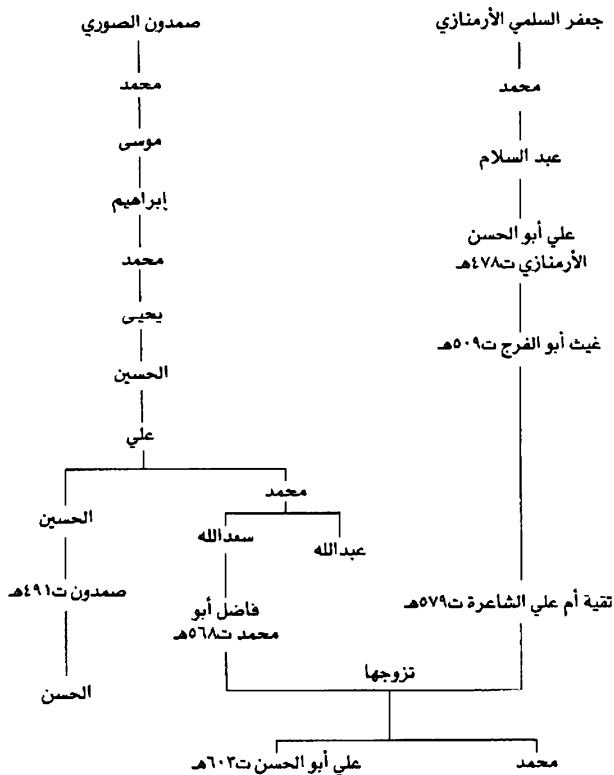 جعفر السلمي الأرمنازي
محمد
عبد السلام
علي أبو الحسن
الأرمنازي ت٤٧٨هـ
غيث أبو الفرج ت٥٠٩هـ
تقية أم علي الشاعرة ت٥٧٩هـ
صمدون الصوري
محمد
موسى
إبراهيم
محمد
يحيى
الحسين
علي
محمد
الحسين
عبدالله
سعدالله
فاضل أبو
محمد ت٥٦٨هـ
صمدون ت٤٩١هـ
الحسن
تزوجها
محمد
علي أبو الحسن ت٦٠٣هـ